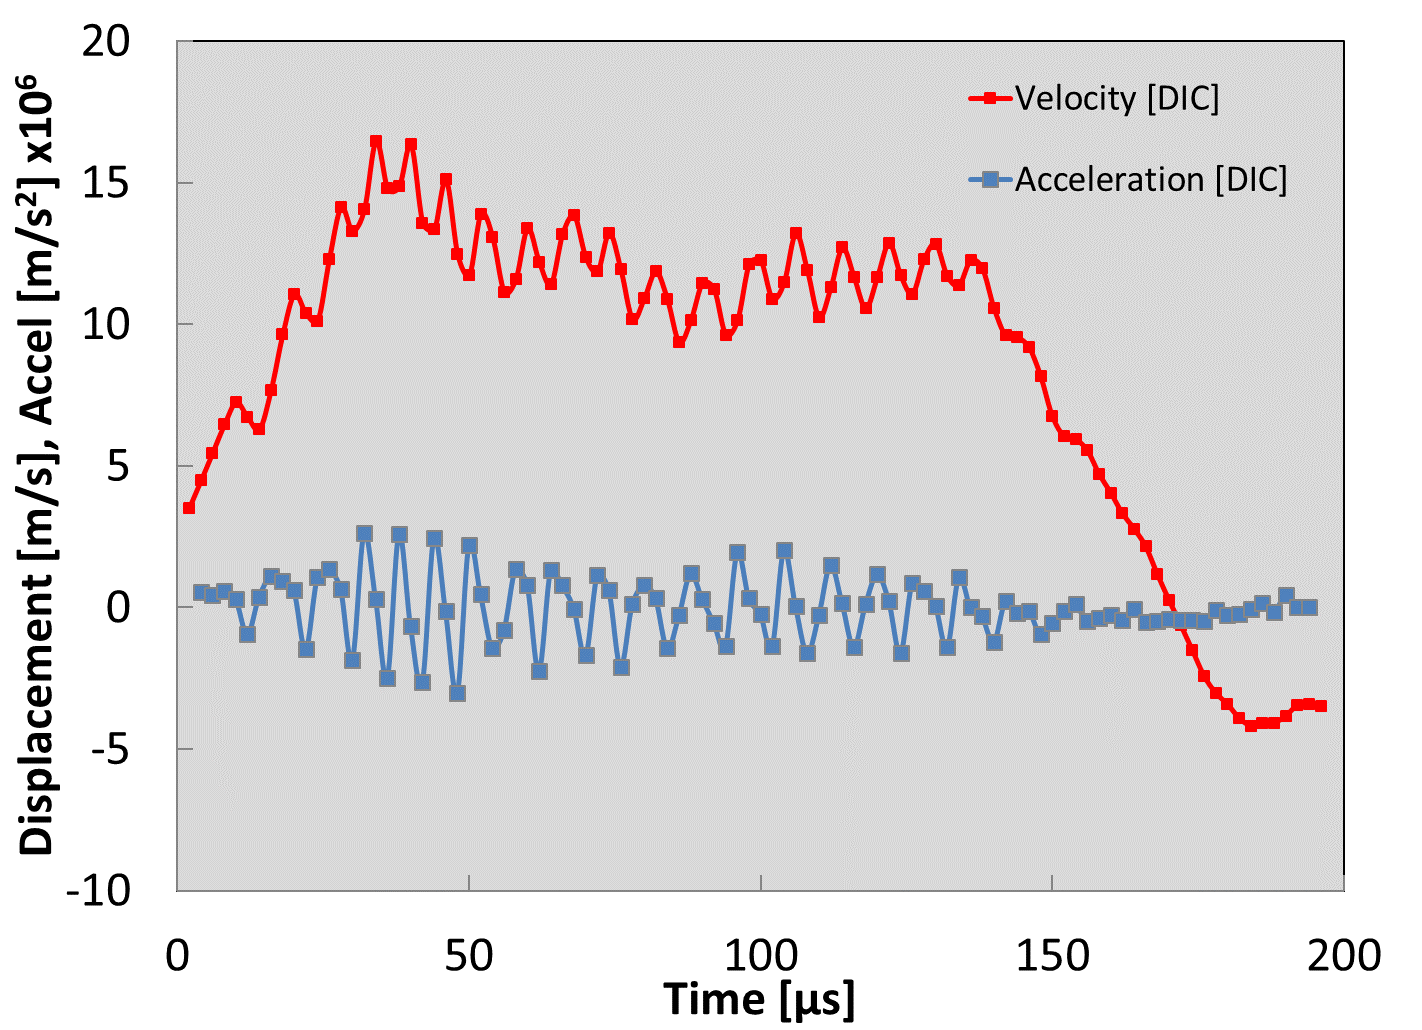 20
15
10
5
0
-5
-10
Displacement [m/s], Accel [m/s²] x10⁶
Velocity [DIC]
Acceleration [DIC]
0 50 100 150 200
Time [µs]